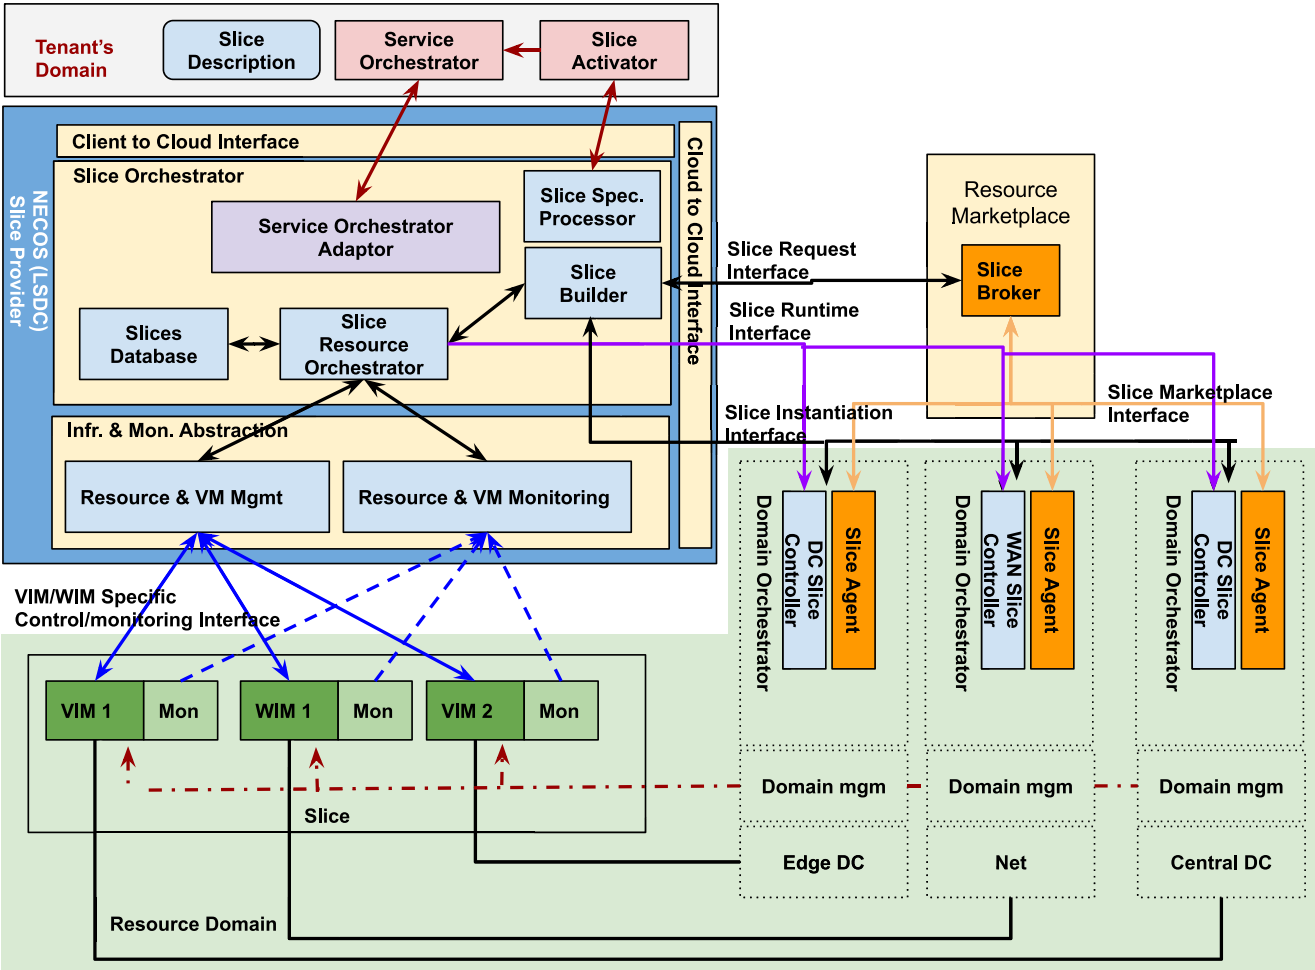 Tenant's
Domain
Slice
Description
Service
Orchestrator
Slice
Activator
NECOS (LSDC)
Slice Provider
Client to Cloud Interface
Cloud to Cloud Interface
Slice Orchestrator
Slice Spec.
Processor
Service Orchestrator
Adaptor
Slice
Builder
Slices
Database
Slice
Resource
Orchestrator
Infr. & Mon. Abstraction
Resource & VM Mgmt
Resource & VM Monitoring
Resource
Marketplace
Slice
Broker
Slice Request
Interface
Slice Runtime
Interface
Slice Instantiation
Interface
Slice Marketplace
Interface
Domain Orchestrator
DC Slice
Controller
Slice Agent
Domain Orchestrator
WAN Slice
Controller
Slice Agent
Domain Orchestrator
DC Slice
Controller
Slice Agent
VIM/WIM Specific
Control/monitoring Interface
VIM 1
Mon
WIM 1
Mon
VIM 2
Mon
Slice
Domain mgm
Domain mgm
Domain mgm
Edge DC
Net
Central DC
Resource Domain